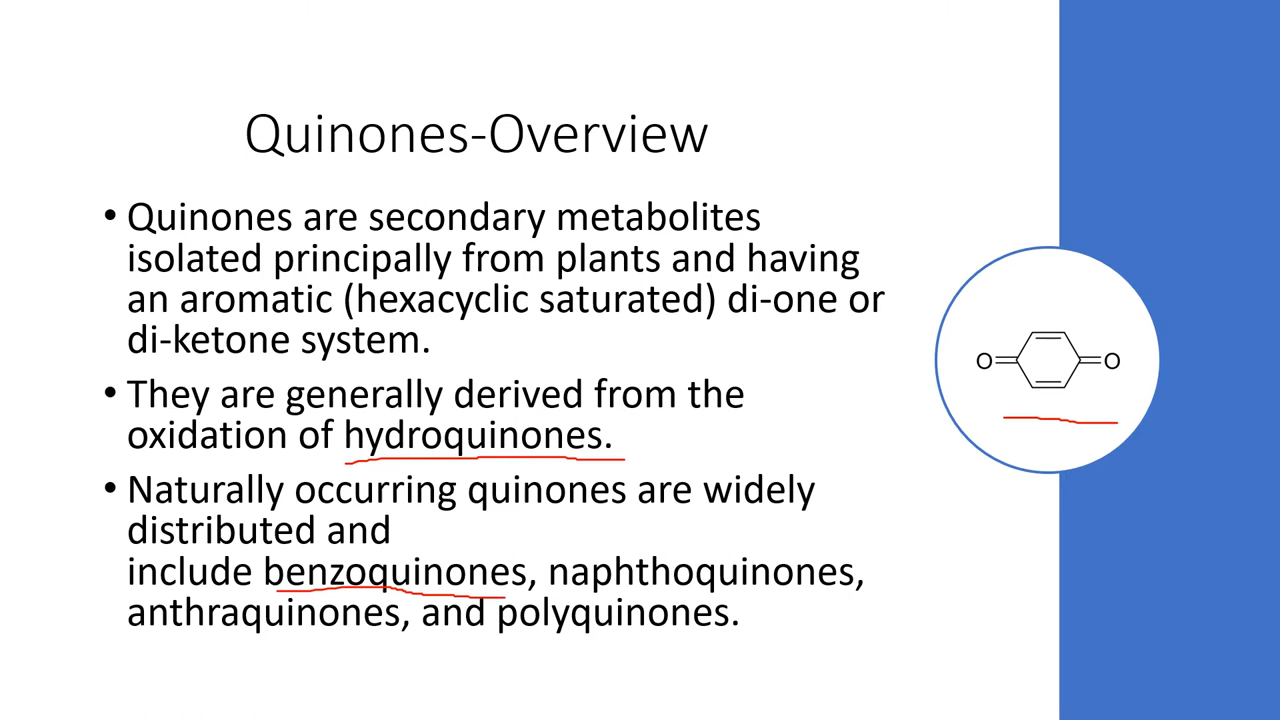 Quinones-Overview
• Quinones are secondary metabolites
isolated principally from plants and having
an aromatic (hexacyclic saturated) di-one or
di-ketone system.
• They are generally derived from the
oxidation of hydroquinones.
• Naturally occurring quinones are widely
distributed and
include benzoquinones, naphthoquinones,
anthraquinones, and polyquinones.
O O